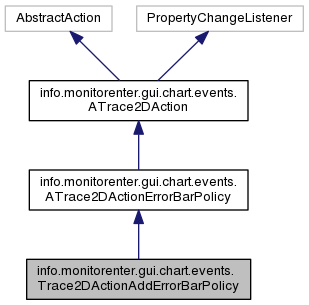 AbstractAction
PropertyChangeListener
info.monitorenter.gui.chart.events.
ATrace2DAction
info.monitorenter.gui.chart.events.
ATrace2DActionErrorBarPolicy
info.monitorenter.gui.chart.events.
Trace2DActionAddErrorBarPolicy